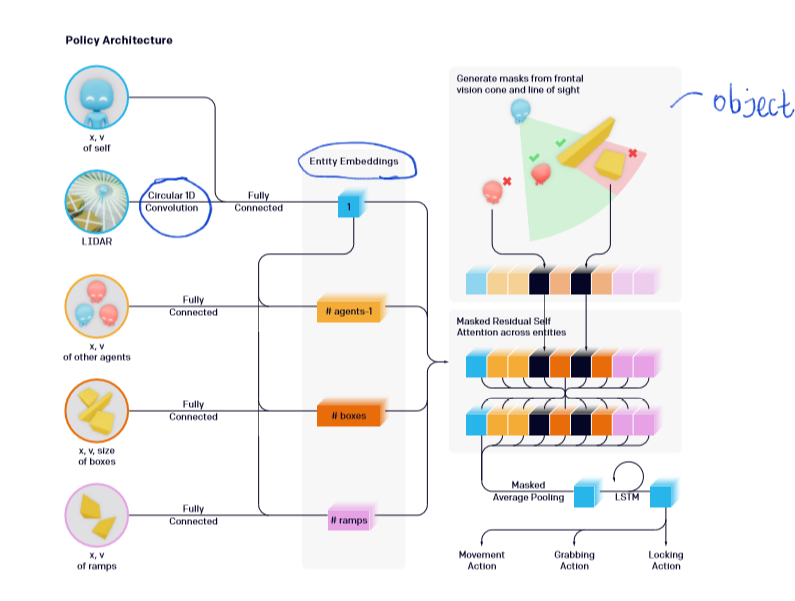 Policy Architecture
x, v
of self
Circular 1D
Convolution
Fully
Connected
LIDAR
Entity Embeddings
1
Fully
Connected
# agents-1
x, v
of other agents
Fully
Connected
# boxes
x, v, size
of boxes
Fully
Connected
# ramps
x, v
of ramps
Generate masks from frontal
vision cone and line of sight
object
Masked Residual Self
Attention across entities
Masked
Average Pooling
LSTM
Movement
Action
Grabbing
Action
Locking
Action